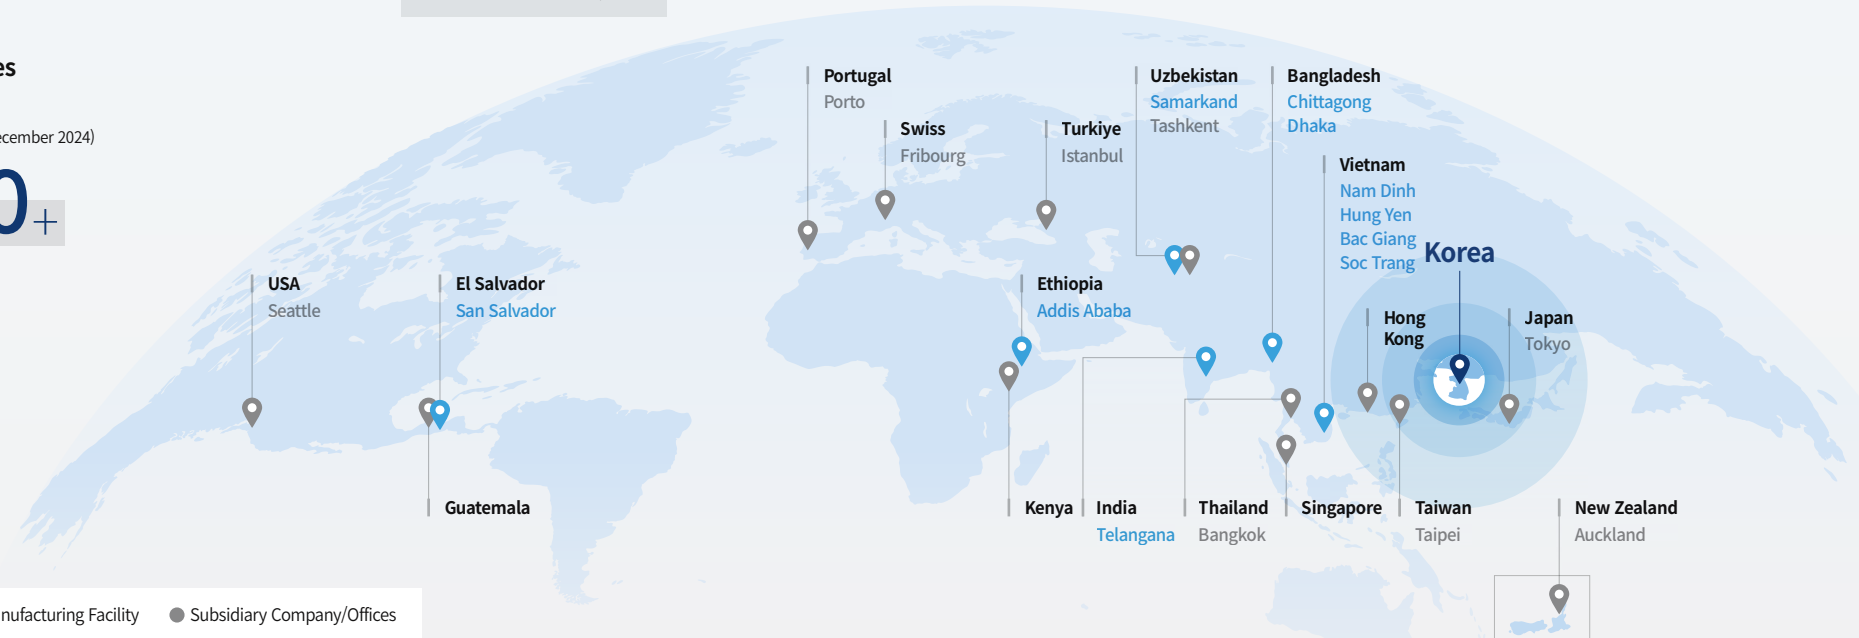 es
ecember 2024)
0+
Portugal
Porto
Swiss
Fribourg
Turkiye
Istanbul
Uzbekistan
Samarkand
Tashkent
Bangladesh
Chittagong
Dhaka
Vietnam
Nam Dinh
Hung Yen
Bac Giang
Soc Trang
Korea
USA
Seattle
El Salvador
San Salvador
Ethiopia
Addis Ababa
Hong
Kong
Japan
Tokyo
Guatemala
Kenya
India
Telangana
Thailand
Bangkok
Singapore
Taiwan
Taipei
New Zealand
Auckland
nufacturing Facility
Subsidiary Company/Offices